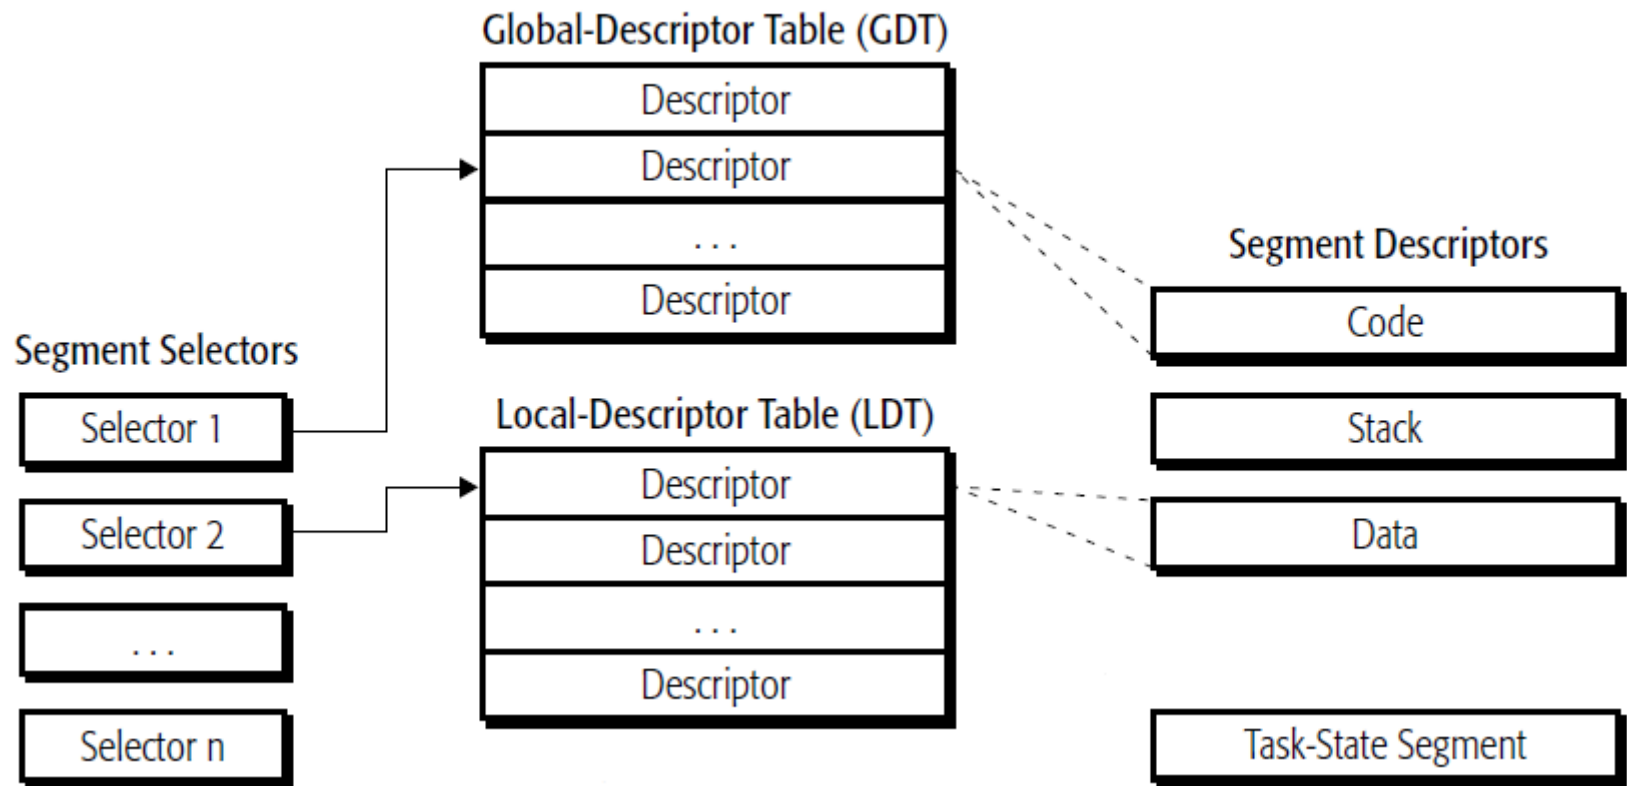 Global-Descriptor Table (GDT)
Descriptor
Descriptor
. . .
Descriptor
Segment Selectors
Selector 1
Selector 2
. . .
Selector n
Local-Descriptor Table (LDT)
Descriptor
Descriptor
. . .
Descriptor
Segment Descriptors
Code
Stack
Data
Task-State Segment